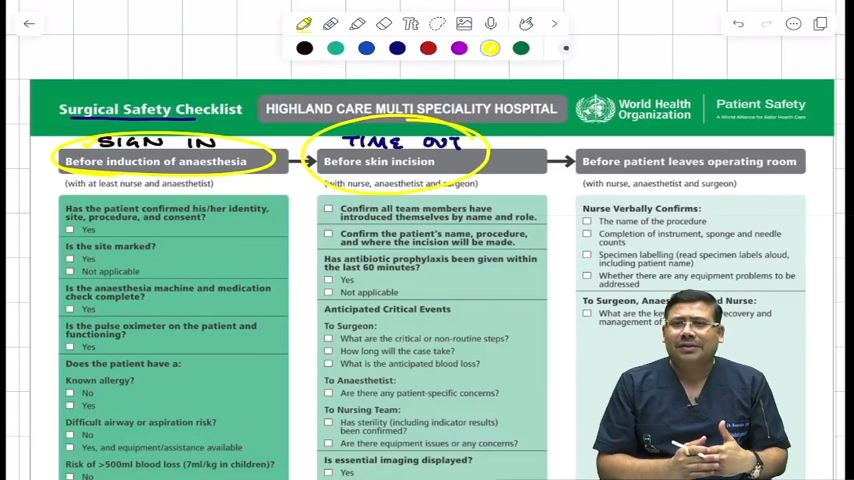 Tt
Surgical Safety Checklist
HIGHLAND CARE MULTI SPECIALITY HOSPITAL
World Health
Organization
Patient Safety
A World Alliance for Safer Health Care
SIGN IN
Before induction of anaesthesia
(with at least nurse and anaesthetist)
Has the patient confirmed his/her identity,
site, procedure, and consent?
Yes
Is the site marked?
Yes
Not applicable
Is the anaesthesia machine and medication
check complete?
Yes
Is the pulse oximeter on the patient and
functioning?
Yes
Does the patient have a:
Known allergy?
No
Yes
Difficult airway or aspiration risk?
No
Yes, and equipment/assistance available
Risk of >500ml blood loss (7ml/kg in children)?
No
TIME OUT
Before skin incision
(with nurse, anaesthetist and surgeon)
Confirm all team members have
introduced themselves by name and role.
Confirm the patient's name, procedure,
and where the incision will be made.
Has antibiotic prophylaxis been given within
the last 60 minutes?
Yes
Not applicable
Anticipated Critical Events
To Surgeon:
What are the critical or non-routine steps?
How long will the case take?
What is the anticipated blood loss?
To Anaesthetist:
Are there any patient-specific concerns?
To Nursing Team:
Has sterility (including indicator results)
been confirmed?
Are there equipment issues or any concerns?
Is essential imaging displayed?
Yes
Before patient leaves operating room
(with nurse, anaesthetist and surgeon)
Nurse Verbally Confirms:
The name of the procedure
Completion of instrument, sponge and needle
counts
Specimen labelling (read specimen labels aloud,
including patient name)
Whether there are any equipment problems to be
addressed
To Surgeon, Nurse:
What are the recovery and
management of